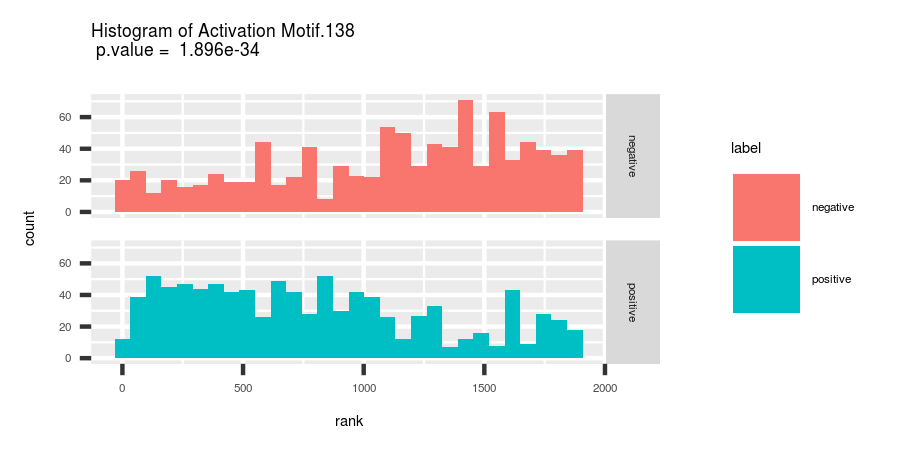 Histogram of Activation Motif.138
p.value = 1.896e-34
count
60
40
20
0
negative
60
40
20
0
positive
0
500
1000
1500
2000
rank
label
negative
positive